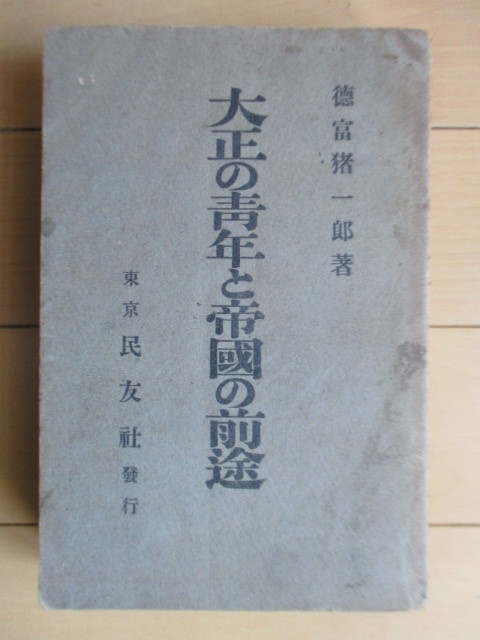 德富猪一郎著
大正の靑年と帝國の前途
東京民友社發行